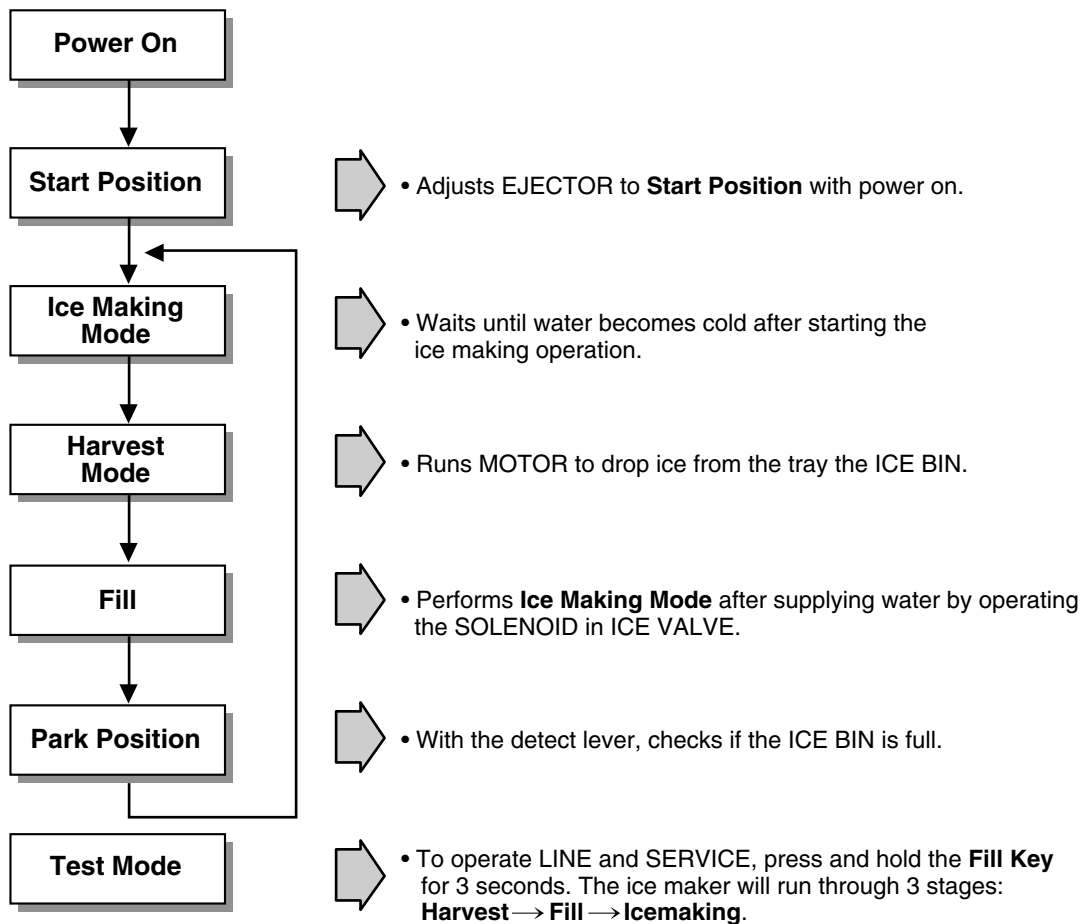 Power On
Start Position
• Adjusts EJECTOR to Start Position with power on.
Ice Making
Mode
• Waits until water becomes cold after starting the
ice making operation.
Harvest
Mode
• Runs MOTOR to drop ice from the tray the ICE BIN.
Fill
• Performs Ice Making Mode after supplying water by operating
the SOLENOID in ICE VALVE.
Park Position
• With the detect lever, checks if the ICE BIN is full.
Test Mode
• To operate LINE and SERVICE, press and hold the Fill Key
for 3 seconds. The ice maker will run through 3 stages:
Harvest→Fill→Icemaking.